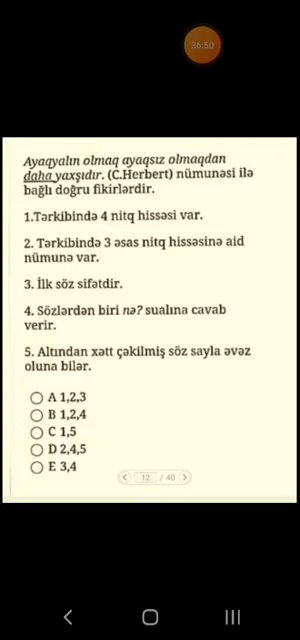 36:50
Ayaqyalın olmaq ayaqsız olmaqdan
daha yaxşıdır. (C.Herbert) nümunəsi ilə
bağlı doğru fikirlərdir.
1.Tərkibində 4 nitq hissəsi var.
2. Tərkibində 3 əsas nitq hissəsinə aid
nümunə var.
3. İlk söz sifətdir.
4. Sözlərdən biri nə? sualına cavab
verir.
5. Altından xətt çəkilmiş söz sayla əvəz
oluna bilər.
A 1,2,3
B 1,2,4
C 1,5
D 2,4,5
E 3,4
12 / 40